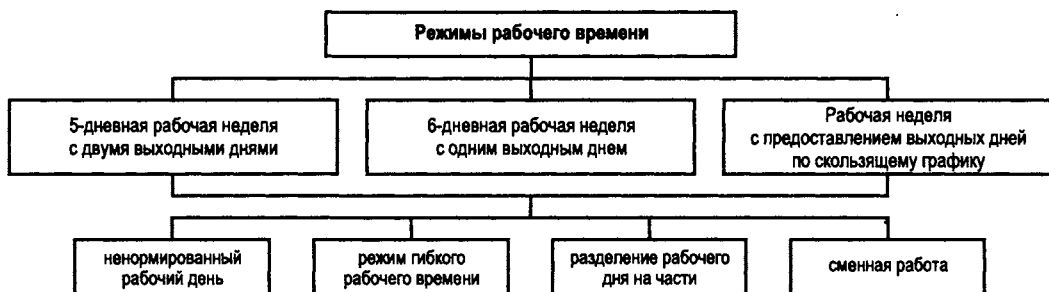 Режимы рабочего времени
5-дневная рабочая неделя
с двумя выходными днями
6-дневная рабочая неделя
с одним выходным днем
Рабочая неделя
с предоставлением выходных дней
по скользящему графику
ненормированный
рабочий день
режим гибкого
рабочего времени
разделение рабочего
дня на части
сменная работа